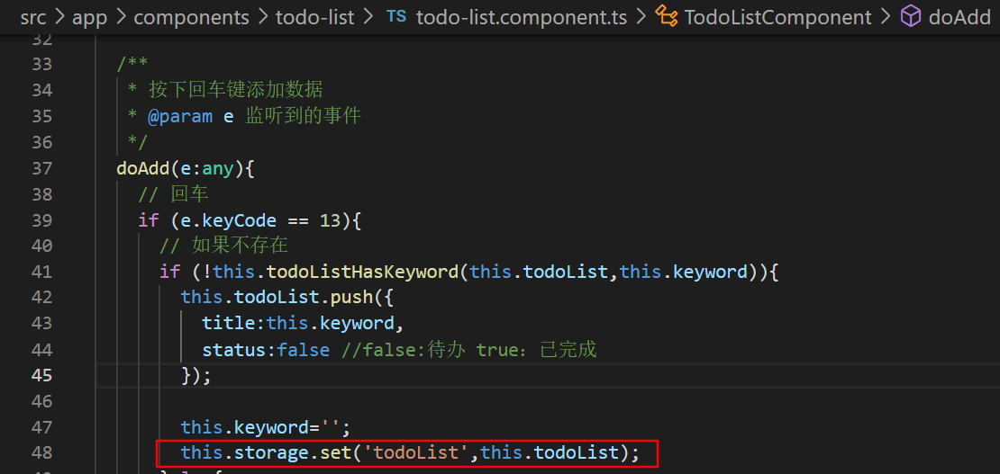 src > app > components > todo-list > TS todo-list.component.ts > TodoListComponent > doAdd
32
33 /**
34  * 按下回车键添加数据
35  * @param e 监听到的事件
36  */
37 doAdd(e:any){
38   // 回车
39   if (e.keyCode == 13){
40     // 如果不存在
41     if (!this.todoListHasKeyword(this.todoList,this.keyword)){
42       this.todoList.push({
43         title:this.keyword,
44         status:false //false:待办 true：已完成
45       });
46
47       this.keyword='';
48       this.storage.set('todoList',this.todoList);